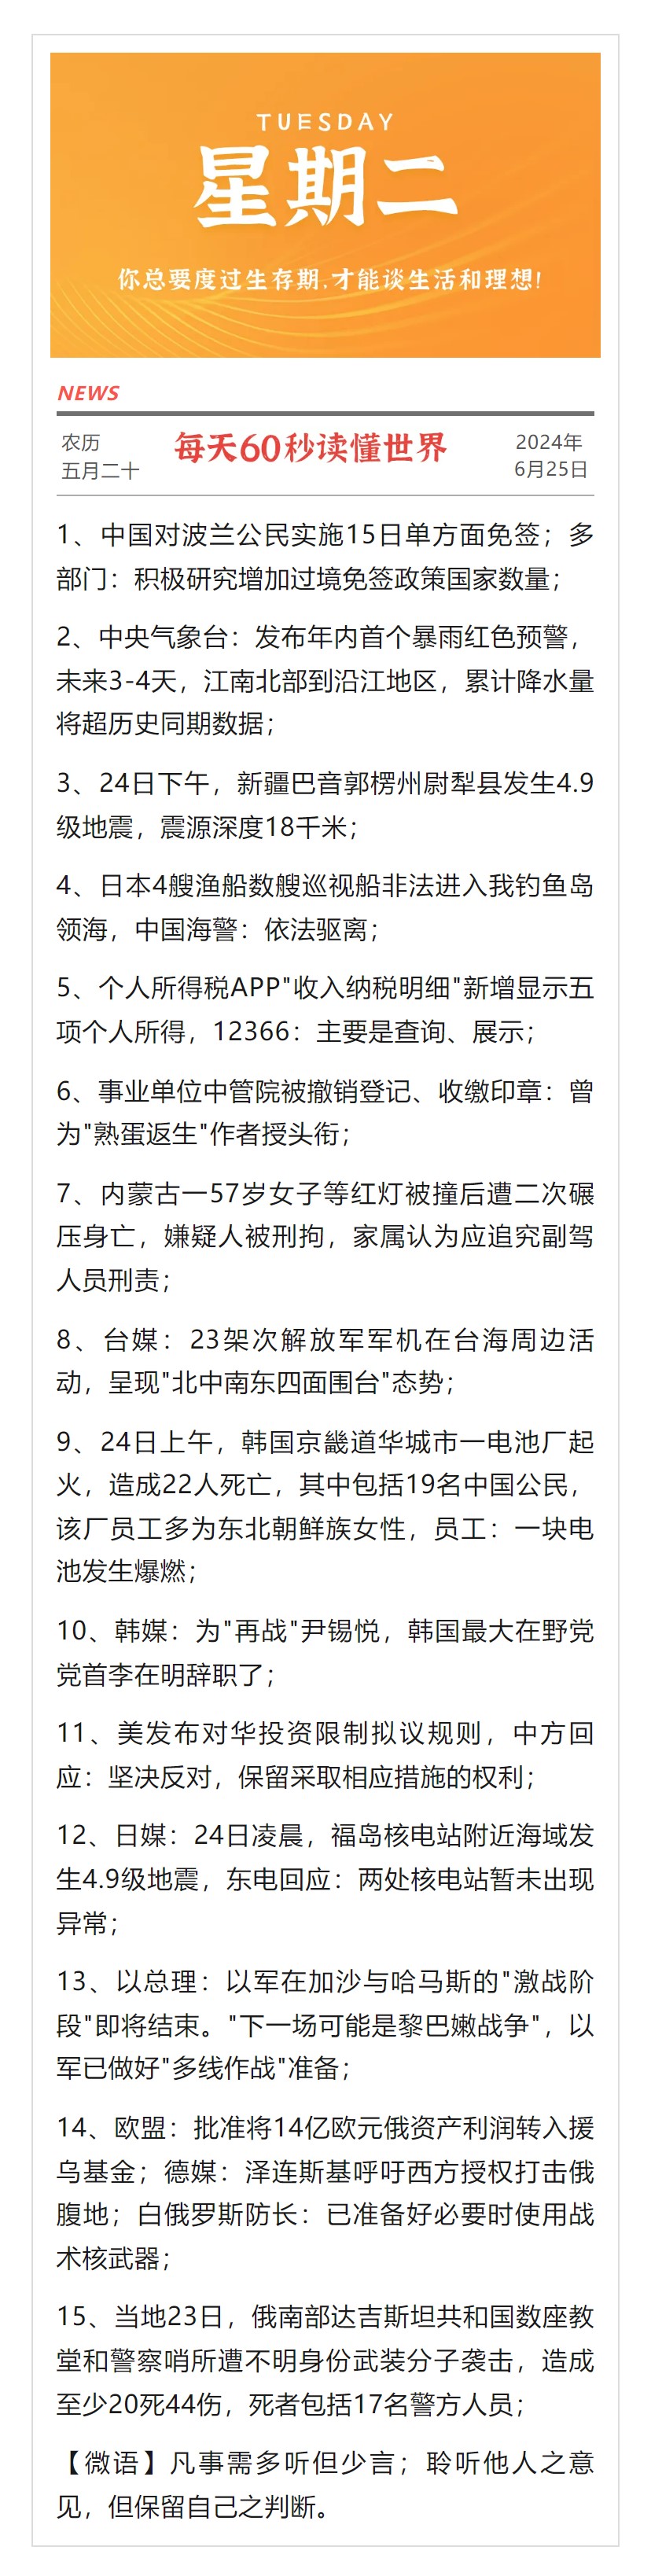 TUESDAY
星期二
你总要度过生存期,才能谈生活和理想!
NEWS
农历
五月二十
每天60秒读懂世界
2024年
6月25日
1、中国对波兰公民实施15日单方面免签；多
部门：积极研究增加过境免签政策国家数量；
2、中央气象台：发布年内首个暴雨红色预警，
未来3-4天，江南北部到沿江地区，累计降水量
将超历史同期数据；
3、24日下午，新疆巴音郭楞州尉犁县发生4.9
级地震，震源深度18千米；
4、日本4艘渔船数艘巡视船非法进入我钓鱼岛
领海，中国海警：依法驱离；
5、个人所得税APP"收入纳税明细"新增显示五
项个人所得，12366：主要是查询、展示；
6、事业单位中管院被撤销登记、收缴印章：曾
为"熟蛋返生"作者授头衔；
7、内蒙古一57岁女子等红灯被撞后遭二次碾
压身亡，嫌疑人被刑拘，家属认为应追究副驾
人员刑责；
8、台媒：23架次解放军军机在台海周边活
动，呈现"北中南东四面围台"态势；
9、24日上午，韩国京畿道华城市一电池厂起
火，造成22人死亡，其中包括19名中国公民，
该厂员工多为东北朝鲜族女性，员工：一块电
池发生爆燃；
10、韩媒：为"再战"尹锡悦，韩国最大在野党
党首李在明辞职了；
11、美发布对华投资限制拟议规则，中方回
应：坚决反对，保留采取相应措施的权利；
12、日媒：24日凌晨，福岛核电站附近海域发
生4.9级地震，东电回应：两处核电站暂未出现
异常；
13、以总理：以军在加沙与哈马斯的"激战阶
段"即将结束。"下一场可能是黎巴嫩战争"，以
军已做好"多线作战"准备；
14、欧盟：批准将14亿欧元俄资产利润转入援
乌基金；德媒：泽连斯基呼吁西方授权打击俄
腹地；白俄罗斯防长：已准备好必要时使用战
术核武器；
15、当地23日，俄南部达吉斯坦共和国数座教
堂和警察哨所遭不明身份武装分子袭击，造成
至少20死44伤，死者包括17名警方人员；
【微语】凡事需多听但少言；聆听他人之意
见，但保留自己之判断。